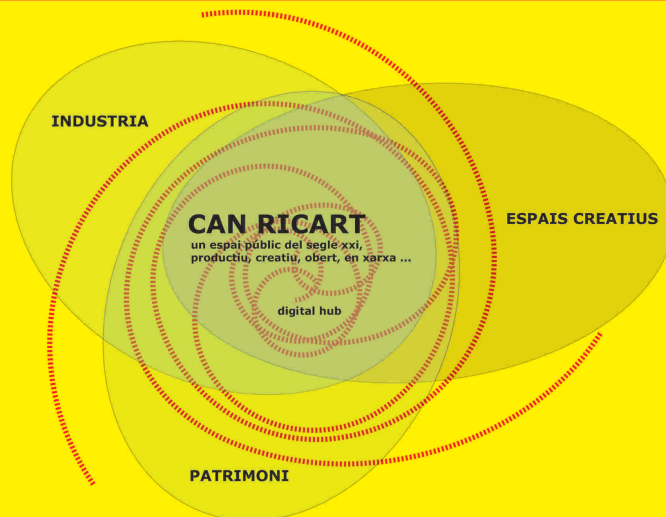 INDUSTRIA
ESPAIS CREATIUS
CAN RICART
un espai públic del segle xxi,
productiu, creatiu, obert, en xarxa ...
digital hub
PATRIMONI